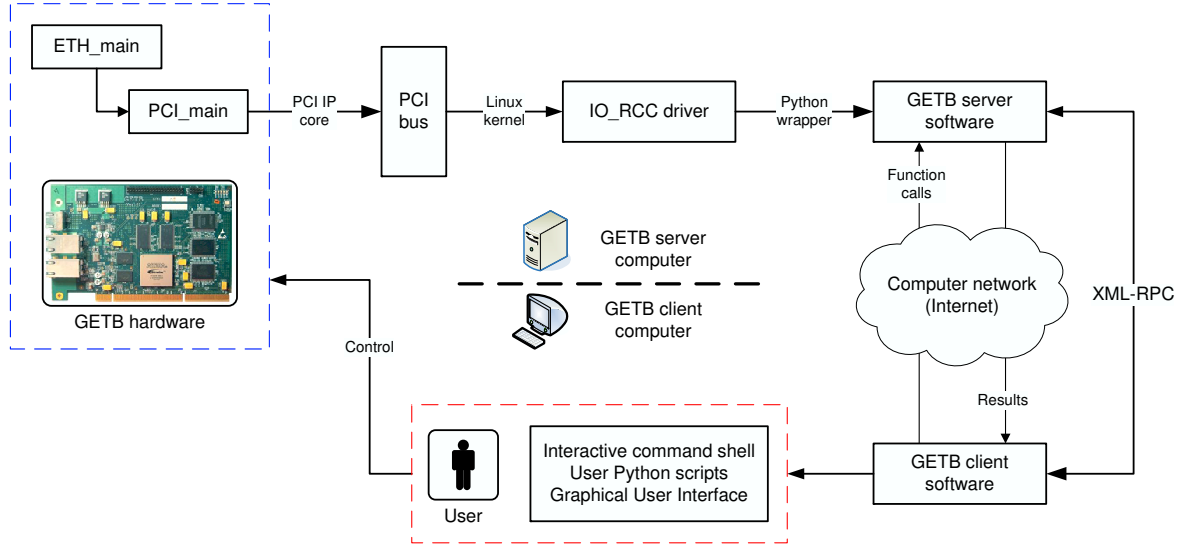 ETH_main
PCI_main
PCI IP
core
PCI
bus
Linux
kernel
IO_RCC driver
Python
wrapper
GETB server
software
Function
calls
GETB hardware
GETB server
computer
GETB client
computer
Computer network
(Internet)
XML-RPC
Control
Results
User
Interactive command shell
User Python scripts
Graphical User Interface
GETB client
software